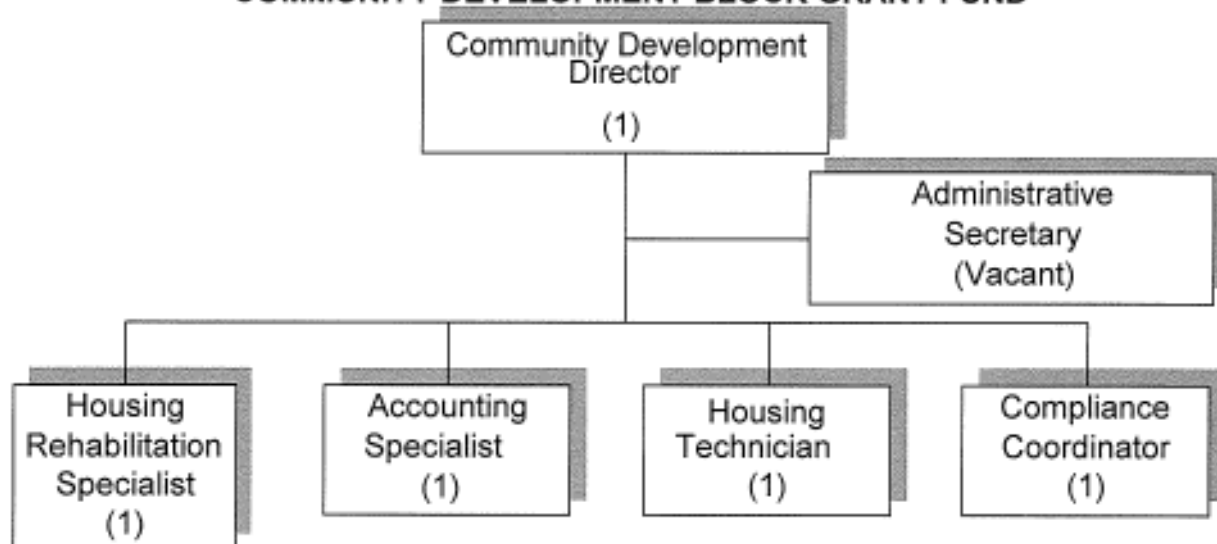 COMMUNITY DEVELOPMENT BLOCK GRANT FUND
Community Development
Director
(1)
Administrative
Secretary
(Vacant)
Housing
Rehabilitation
Specialist
(1)
Accounting
Specialist
(1)
Housing
Technician
(1)
Compliance
Coordinator
(1)